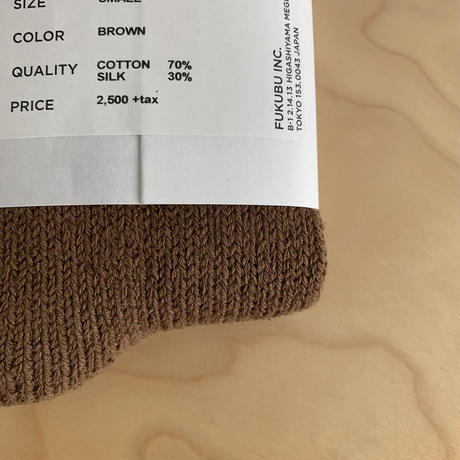 SIZE SMALL
COLOR BROWN
QUALITY COTTON 70%
SILK 30%
PRICE 2,500 +tax
FUKUBU INC.
B-1 2.14.13 HIGASHIYAMA
TOKYO 153.0043 JAPAN